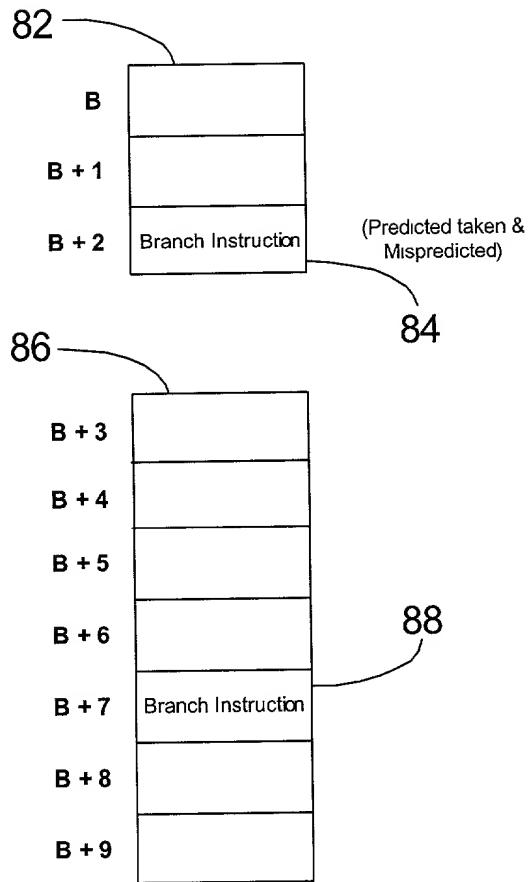 82
B
B + 1
B + 2 Branch Instruction
(Predicted taken &
Mispredicted)
84
86
B + 3
B + 4
B + 5
B + 6
88
B + 7 Branch Instruction
B + 8
B + 9